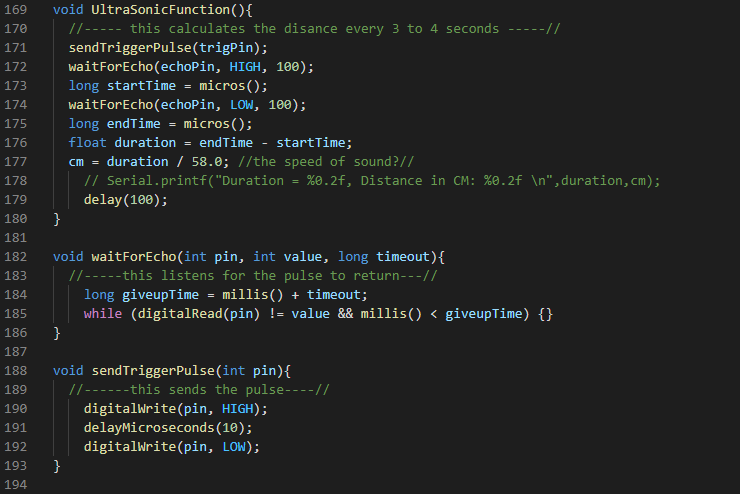 169 void UltraSonicFunction(){
170 //----- this calculates the disance every 3 to 4 seconds -----//
171 sendTriggerPulse(trigPin);
172 waitForEcho(echoPin, HIGH, 100);
173 long startTime = micros();
174 waitForEcho(echoPin, LOW, 100);
175 long endTime = micros();
176 float duration = endTime - startTime;
177 cm = duration / 58.0; //the speed of sound?//
178 // Serial.printf("Duration = %0.2f, Distance in CM: %0.2f \n",duration,cm);
179 delay(100);
180 }
181
182 void waitForEcho(int pin, int value, long timeout){
183 //-----this listens for the pulse to return---//
184 long giveupTime = millis() + timeout;
185 while (digitalRead(pin) != value && millis() < giveupTime) {}
186 }
187
188 void sendTriggerPulse(int pin){
189 //------this sends the pulse----//
190 digitalWrite(pin, HIGH);
191 delayMicroseconds(10);
192 digitalWrite(pin, LOW);
193 }
194